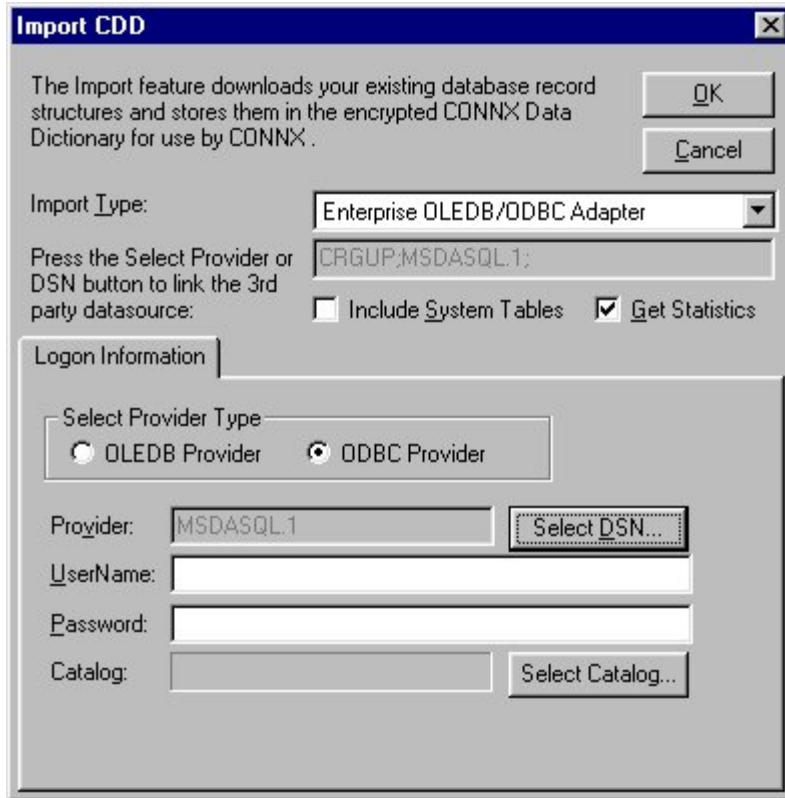 Import CDD
The Import feature downloads your existing database record
structures and stores them in the encrypted CONNX Data
Dictionary for use by CONNX .
OK
Cancel
Import Type:
Enterprise OLEDB/ODBC Adapter
Press the Select Provider or
DSN button to link the 3rd
party datasource:
CRGUP;MSDASQL.1;
Include System Tables
Get Statistics
Logon Information
Select Provider Type
OLEDB Provider
ODBC Provider
Provider:
MSDASQL.1
Select DSN...
UserName:
Password:
Catalog:
Select Catalog...